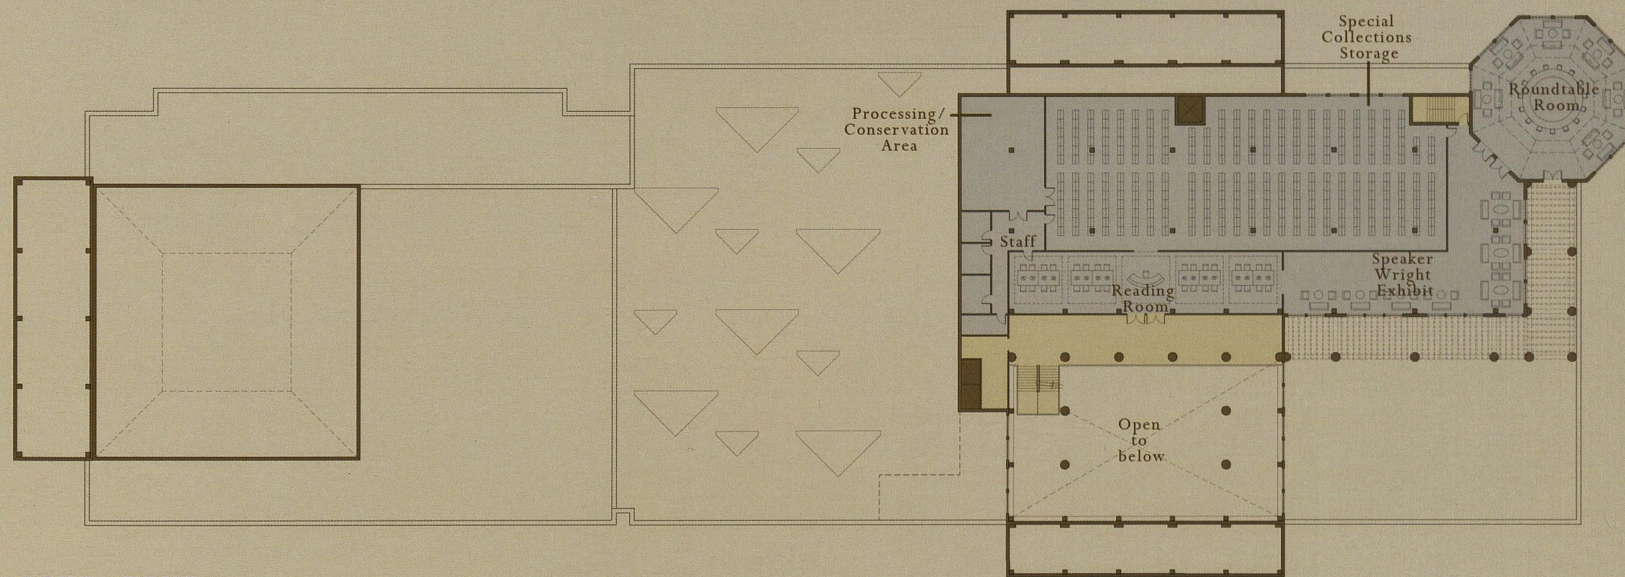 Special
Collections
Storage
Roundtable
Room
Processing/
Conservation
Area
Staff
Speaker
Wright
Exhibit
Reading
Room
Open
to
below